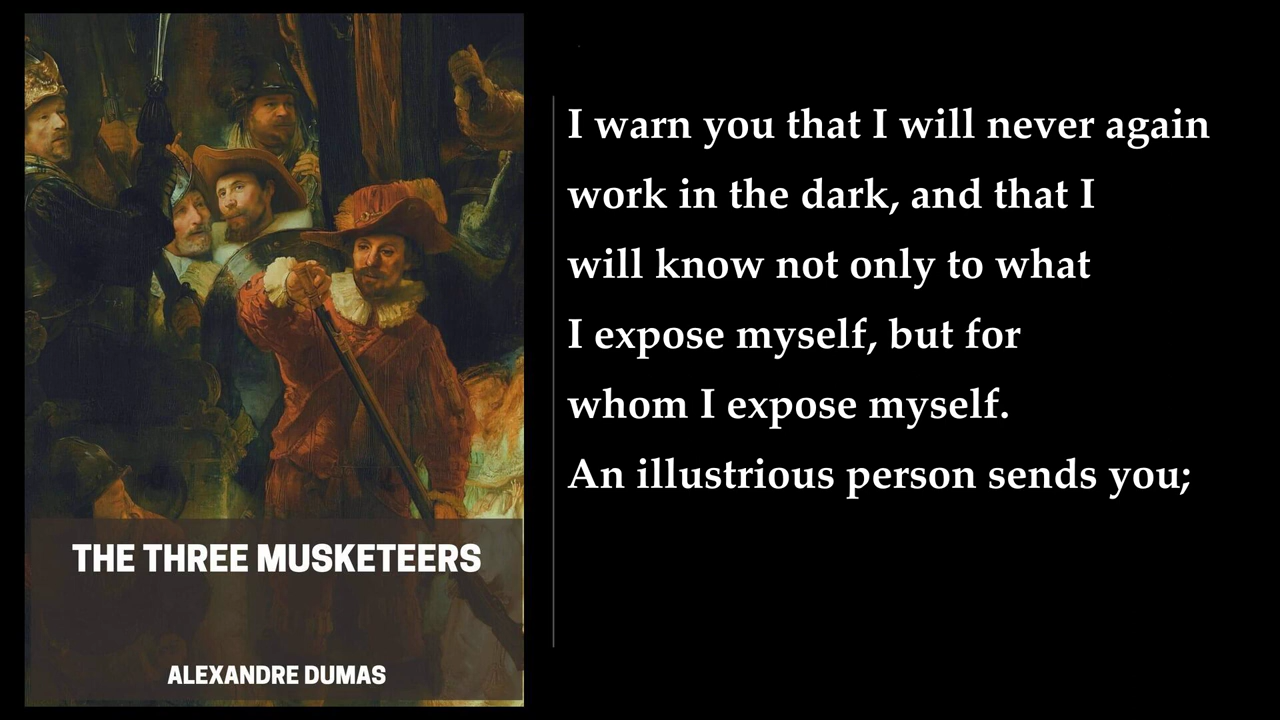 THE THREE MUSKETEERS
ALEXANDRE DUMAS
I warn you that I will never again
work in the dark, and that I
will know not only to what
I expose myself, but for
whom I expose myself.
An illustrious person sends you;